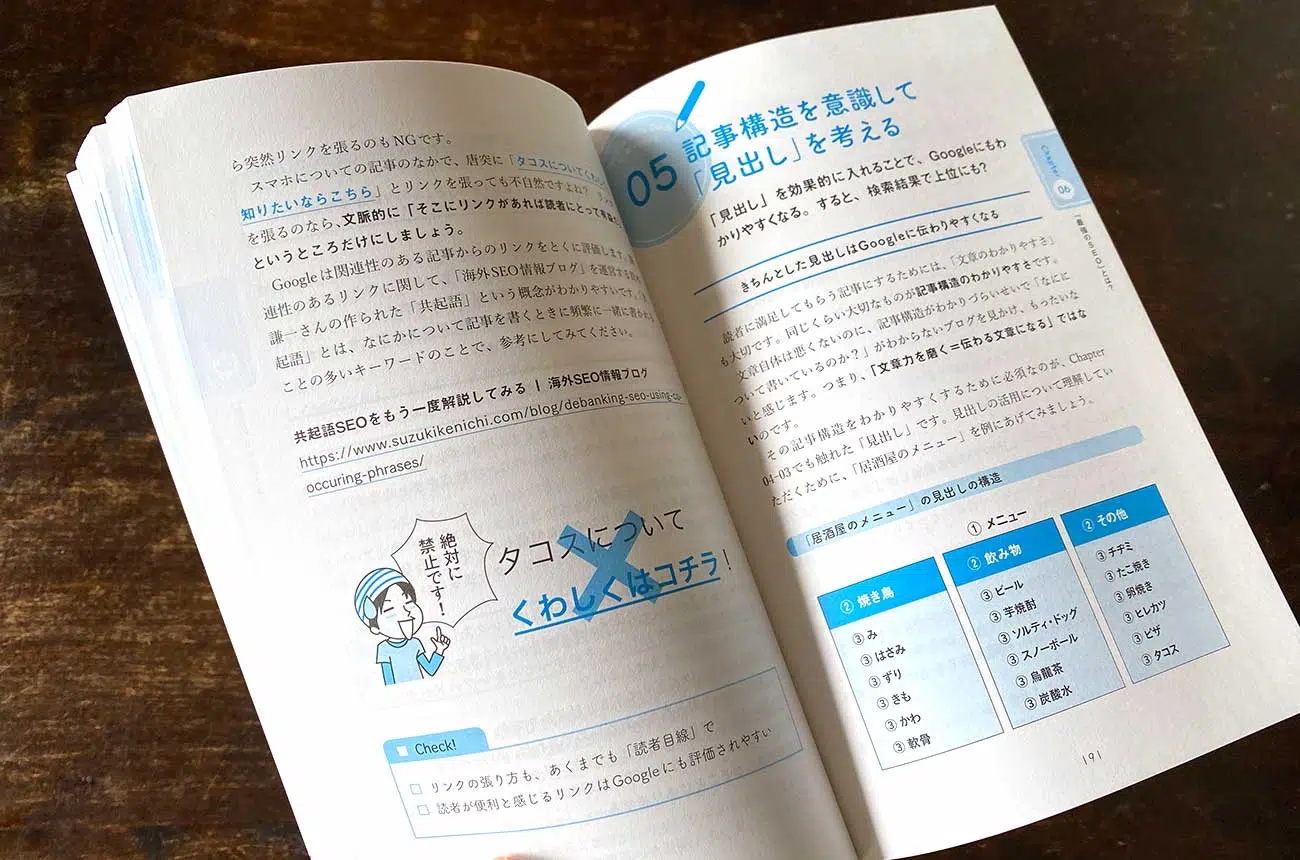 ら突然リンクを張るのもNGです。
スマホについての記事のなかで、唐突に「タコスについてくわしく
知りたいならこちら」とリンクを張っても不自然ですよね？
を張るのなら、文脈的に「そこにリンクがあれば読者にとって有益
というところだけにしましょう。
Googleは関連性のある記事からのリンクをとくに評価します。
連性のあるリンクに関して、「海外SEO情報ブログ」を運営する
謙一さんの作られた「共起語」という概念がわかりやすいです。
起語」とは、なにかについて記事を書くときに頻繁に一緒に書かれる
ことの多いキーワードのことで、参考にしてみてください。
共起語SEOをもう一度解説してみる | 海外SEO情報ブログ
https://www.suzukikenichi.com/blog/debanking-seo-using-co-
occuring-phrases/
絶対に
禁止です！
タコスについて
くわしくはコチラ！
Check!
リンクの張り方も、あくまでも「読者目線」で
読者が便利と感じるリンクはGoogleにも評価されやすい
05 記事構造を意識して
「見出し」を考える
「見出し」を効果的に入れることで、Googleにもわ
かりやすくなる。すると、検索結果で上位にも？
きちんとした見出しはGoogleに伝わりやすくなる
読者に満足してもらう記事にするためには、「文章のわかりやすさ」
も大切です。同じくらい大切なものが記事構造のわかりやすさです。
文章自体は悪くないのに、記事構造がわかりづらいせいで「なにに
ついて書いているのか？」がわからないブログを見かけ、もったいな
いと感じます。つまり、「文章力を磨く＝伝わる文章になる」ではな
いのです。
その記事構造をわかりやすくするために必須なのが、Chapter
04-03でも触れた「見出し」です。見出しの活用について理解してい
ただくために、「居酒屋のメニュー」を例にあげてみましょう。
「居酒屋のメニュー」の見出しの構造
① メニュー
② 焼き鳥
③ み
③ はさみ
③ ずり
③ きも
③ かわ
③ 軟骨
② 飲み物
③ ビール
③ 芋焼酎
③ ソルティ・ドッグ
③ スノーボール
③ 烏龍茶
③ 炭酸水
② その他
③ チヂミ
③ たこ焼き
③ 卵焼き
③ ヒレカツ
③ ピザ
③ タコス
Chapter
06
「最強のSEO」とは？
191